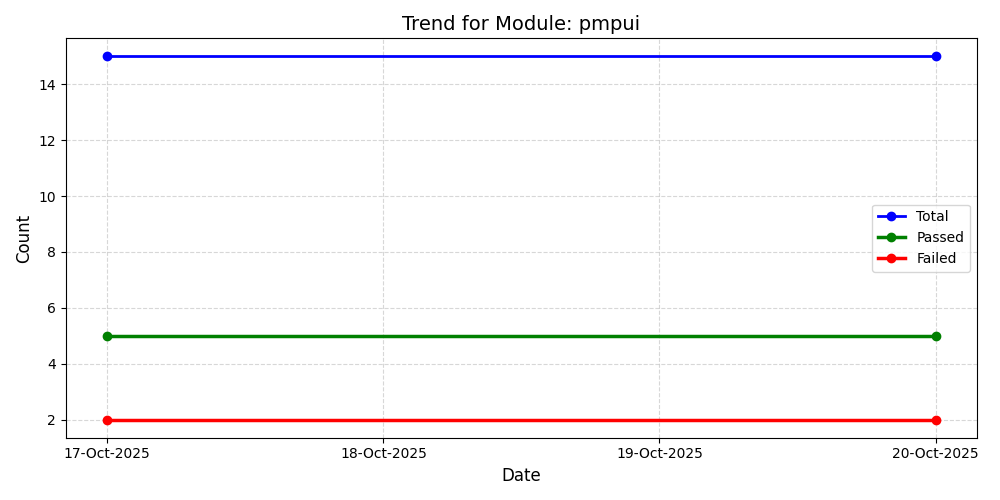 Trend for Module: pmpui
Count
14
12
10
8
6
4
2
Total
Passed
Failed
17-Oct-2025 18-Oct-2025 19-Oct-2025 20-Oct-2025
Date